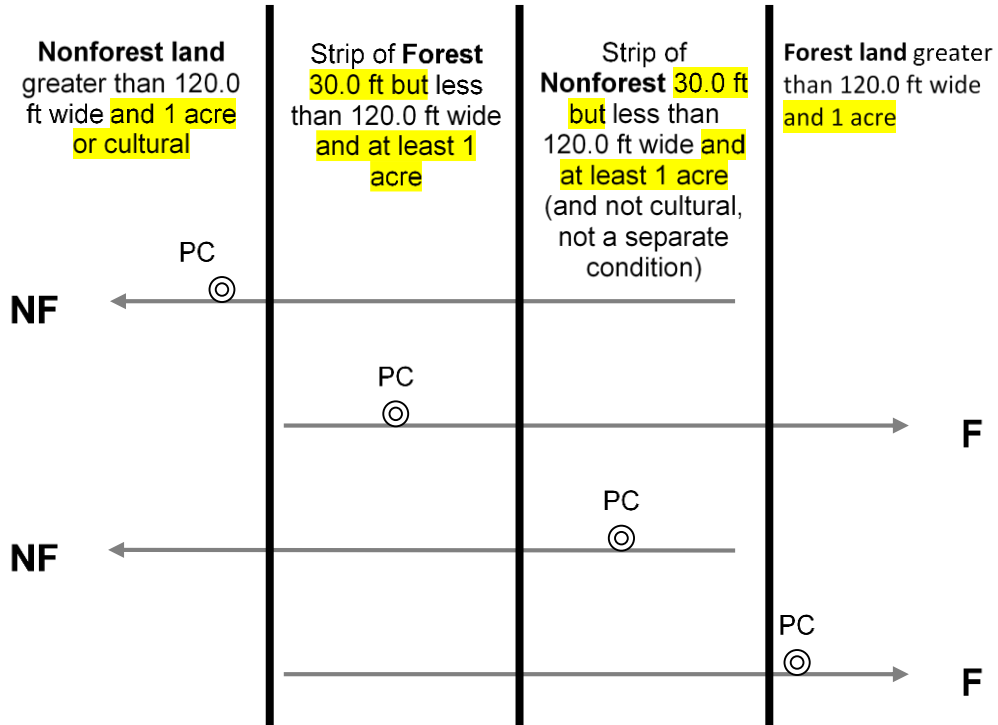 Nonforest land
greater than 120.0
ft wide and 1 acre
or cultural
Strip of Forest
30.0 ft but less
than 120.0 ft wide
and at least 1
acre
Strip of
Nonforest 30.0 ft
but less than
120.0 ft wide and
at least 1 acre
(and not cultural,
not a separate
condition)
Forest land greater
than 120.0 ft wide
and 1 acre
PC
NF
PC
F
PC
NF
PC
F